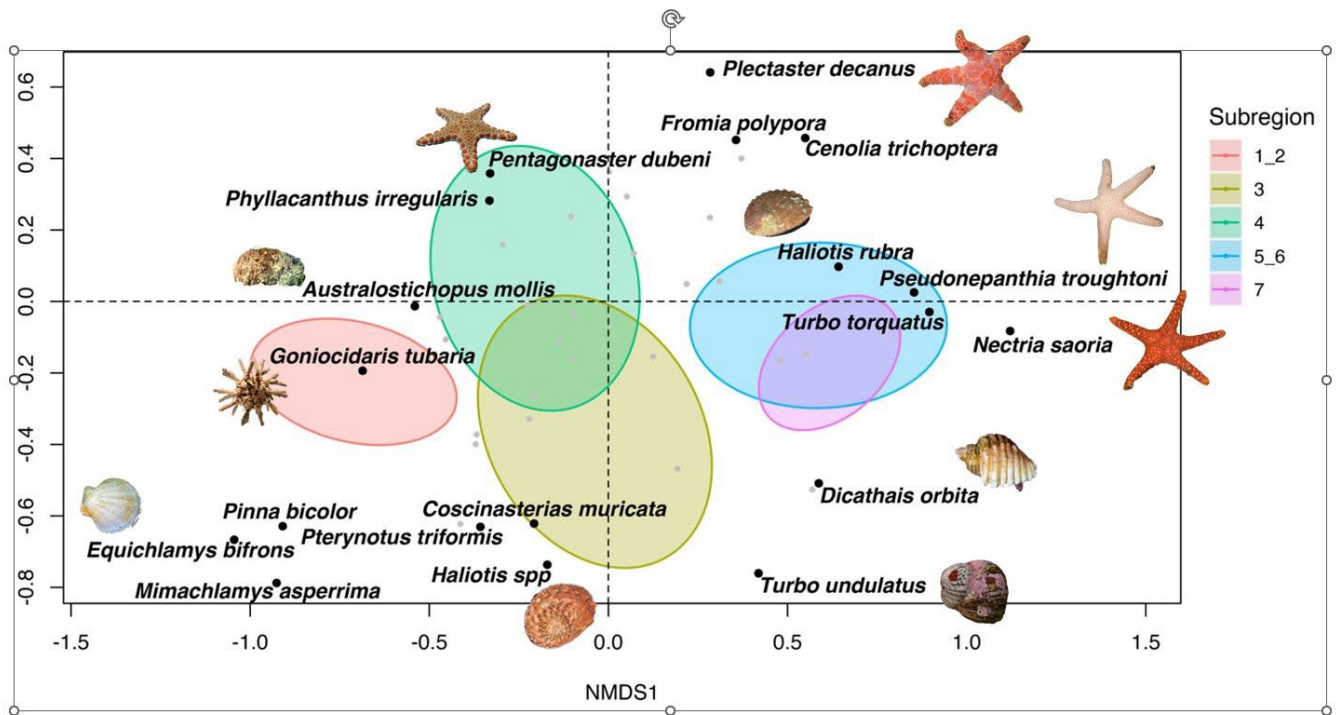 Plectaster decanus
Fromia polypora
Cenolia trichoptera
Pentagonaster dubeni
Phyllacanthus irregularis
Haliotis rubra
Pseudonepanthia troughtoni
Australostichopus mollis
Turbo torquatus
Nectria saoria
Goniocidaris tubaria
Dicathais orbita
Pinna bicolor
Coscinasterias muricata
Pterynotus triformis
Equichlamys bifrons
Haliotis spp
Turbo undulatus
Mimachlamys asperrima
0.6
0.4
0.2
0.0
-0.2
-0.4
-0.6
-0.8
-1.5 -1.0 -0.5 0.0 0.5 1.0 1.5
NMDS1
Subregion
1_2
3
4
5_6
7